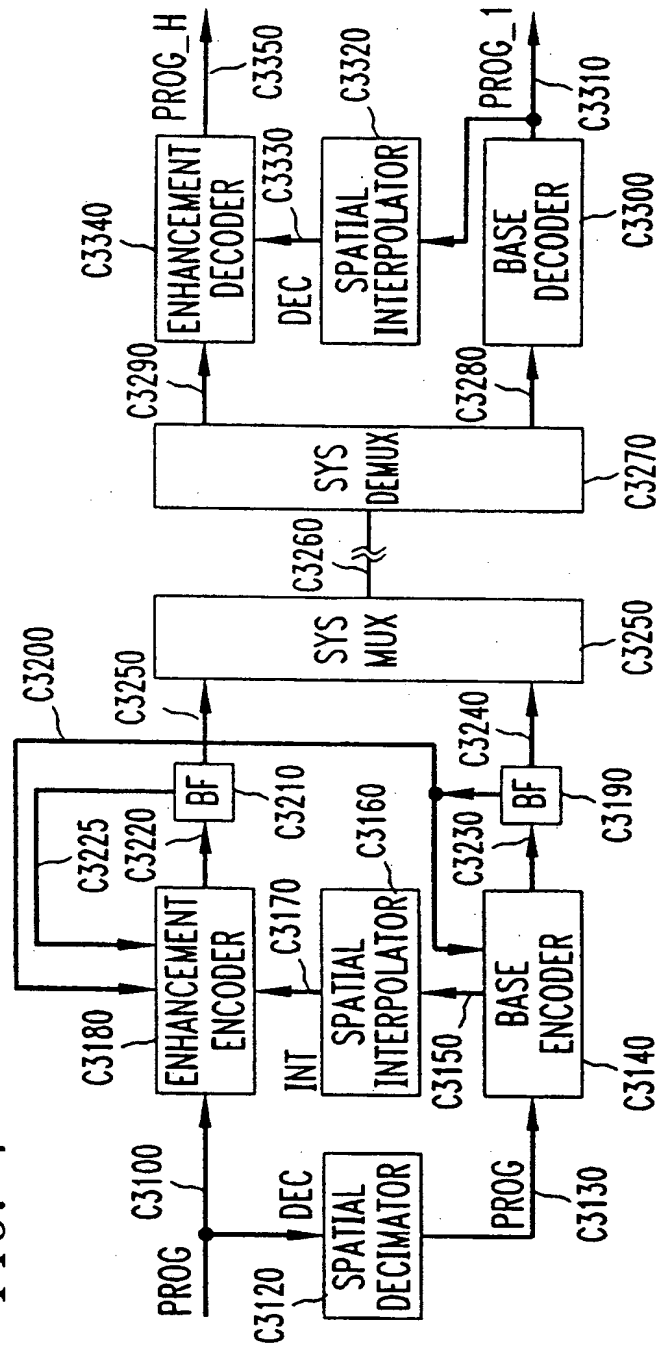 PROG
C3100
DEC
C3120
SPATIAL
DECIMATOR
PROG
C3130
C3180
ENHANCEMENT
ENCODER
C3225
C3220
BF
C3210
C3200
C3250
INT
C3170
SPATIAL
INTERPOLATOR
C3160
C3150
BASE
ENCODER
C3140
C3230
BF
C3190
C3240
SYS
MUX
C3250
C3260
SYS
DEMUX
C3270
C3290
C3280
C3340
ENHANCEMENT
DECODER
PROG_H
C3350
DEC
C3330
SPATIAL
INTERPOLATOR
C3320
BASE
DECODER
C3300
PROG_1
C3310